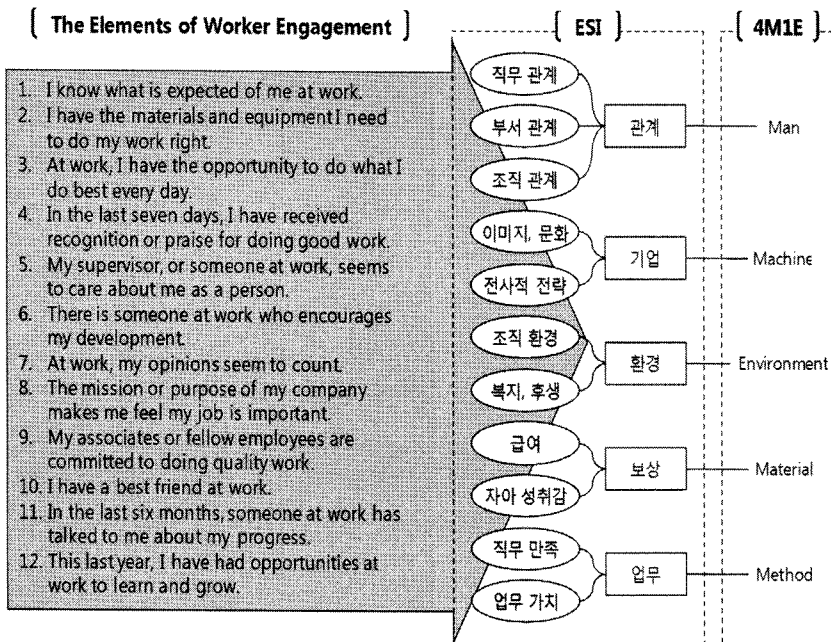 [ The Elements of Worker Engagement ]
1. I know what is expected of me at work.
2. I have the materials and equipment I need
to do my work right.
3. At work, I have the opportunity to do what I
do best every day.
4. In the last seven days, I have received
recognition or praise for doing good work.
5. My supervisor, or someone at work, seems
to care about me as a person.
6. There is someone at work who encourages
my development.
7. At work, my opinions seem to count.
8. The mission or purpose of my company
makes me feel my job is important.
9. My associates or fellow employees are
committed to doing quality work.
10. I have a best friend at work.
11. In the last six months, someone at work has
talked to me about my progress.
12. This last year, I have had opportunities at
work to learn and grow.
[ ESI ]
직무 관계
부서 관계
조직 관계
이미지, 문화
전사적 전략
조직 환경
복지, 후생
급여
자아 성취감
직무 만족
업무 가치
관계
기업
환경
보상
업무
[ 4M1E ]
Man
Machine
Environment
Material
Method